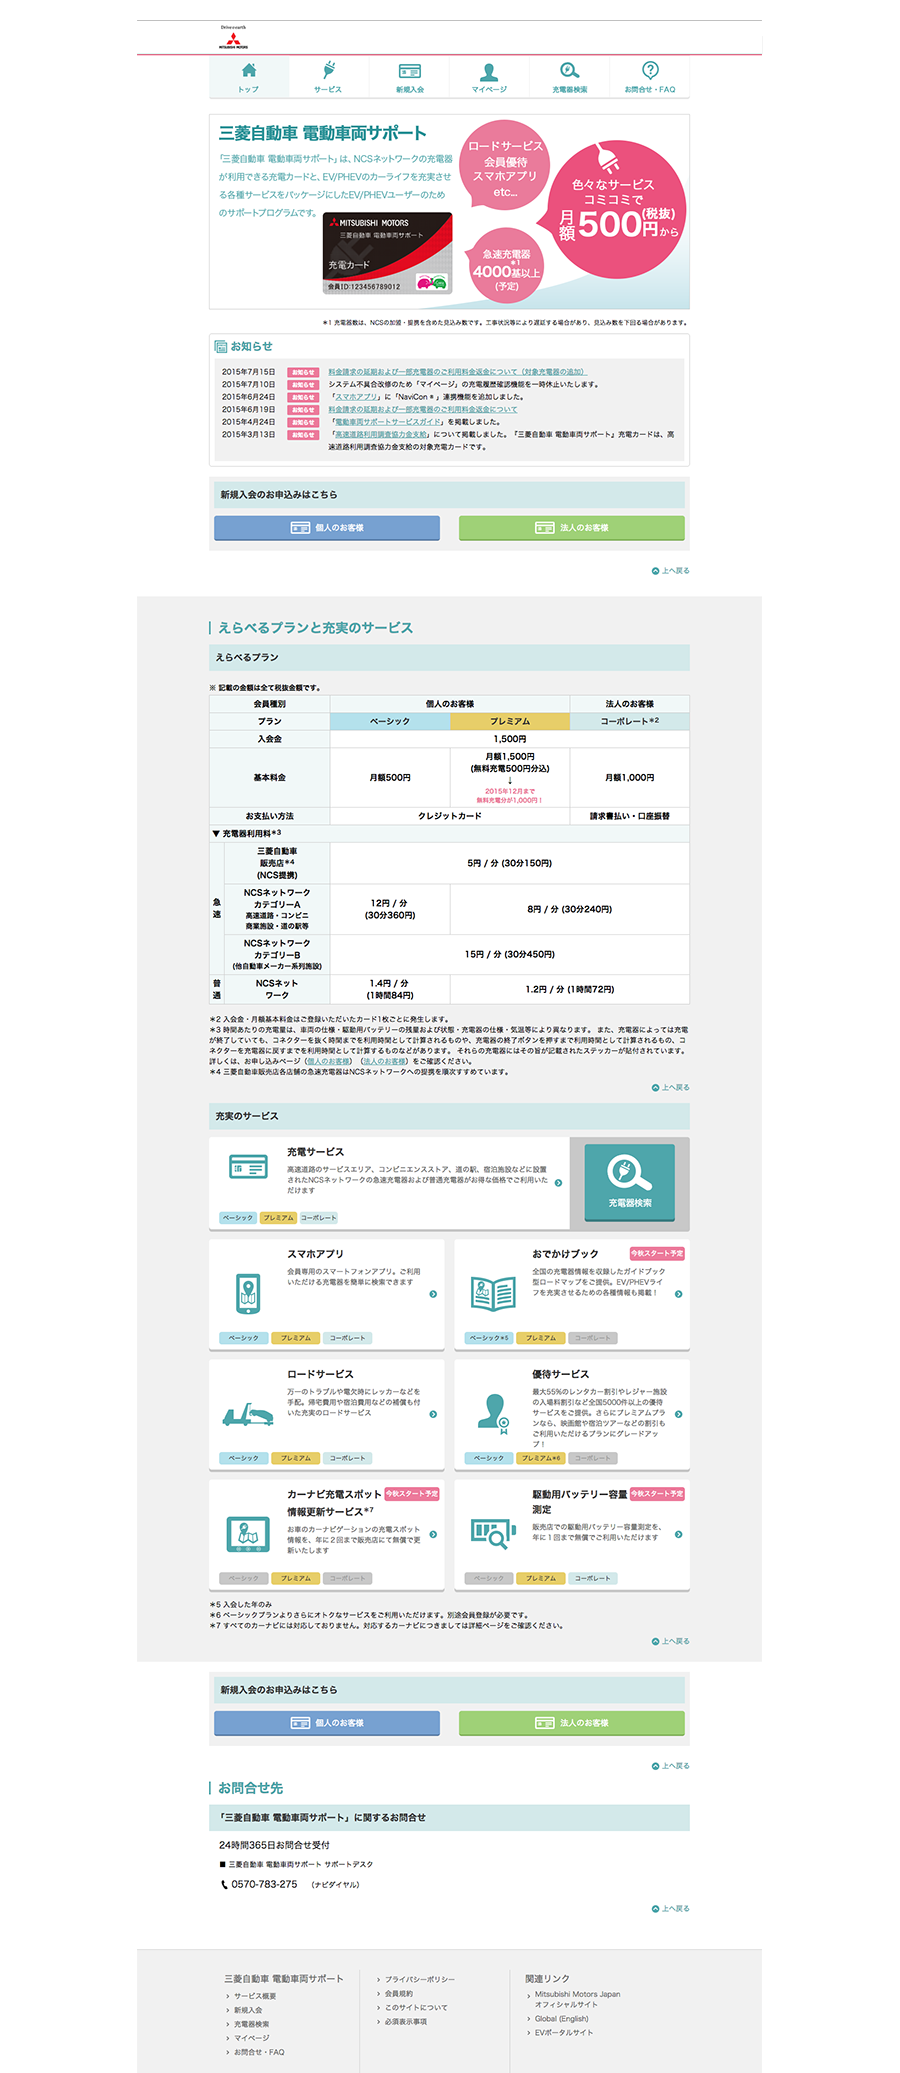 Drive@earth
MITSUBISHI MOTORS
トップ
サービス
新規入会
マイページ
充電器検索
お問合せ・FAQ
三菱自動車 電動車両サポート
「三菱自動車 電動車両サポート」は、NCSネットワークの充電器
が利用できる充電カードと、EV/PHEVのカーライフを充実させ
る各種サービスをパッケージにしたEV/PHEVユーザーのため
のサポートプログラムです。
ロードサービス
会員優待
スマホアプリ
etc...
色々なサービス
コミコミで
月額500円(税抜)から
急速充電器
4000基以上*1
(予定)
MITSUBISHI MOTORS
三菱自動車 電動車両サポート
充電カード
会員ID:123456789012
*1 充電器数は、NCSの加盟・提携を含めた見込み数です。工事状況等により遅延する場合があり、見込み数を下回る場合があります。
お知らせ
2015年7月15日 お知らせ 料金請求の延期および一部充電器のご利用料金返金について（対象充電器の追加）
2015年7月10日 お知らせ システム不具合改修のため「マイページ」の充電履歴確認機能を一時休止いたします。
2015年6月24日 お知らせ 「スマホアプリ」に「NaviCon®」連携機能を追加しました。
2015年6月19日 お知らせ 料金請求の延期および一部充電器のご利用料金返金について
2015年4月24日 お知らせ 「電動車両サポートサービスガイド」を掲載しました。
2015年3月13日 お知らせ 「高速道路利用調査協力金支給」について掲載しました。『三菱自動車 電動車両サポート』充電カードは、高
速道路利用調査協力金支給の対象充電カードです。
新規入会のお申込みはこちら
個人のお客様
法人のお客様
上へ戻る
えらべるプランと充実のサービス
えらべるプラン
※ 記載の金額は全て税抜金額です。
会員種別 個人のお客様 法人のお客様
プラン ベーシック プレミアム コーポレート*2
入会金 1,500円
基本料金 月額500円 月額1,500円
(無料充電500円分込)
↓
2015年12月まで
無料充電分が1,000円！
月額1,000円
お支払い方法 クレジットカード 請求書払い・口座振替
▼ 充電器利用料*3
急速
三菱自動車
販売店*4
(NCS提携)
5円 / 分 (30分150円)
NCSネットワーク
カテゴリーA
高速道路・コンビニ
商業施設・道の駅等
12円 / 分
(30分360円)
8円 / 分 (30分240円)
NCSネットワーク
カテゴリーB
(他自動車メーカー系列施設)
15円 / 分 (30分450円)
普通
NCSネット
ワーク
1.4円 / 分
(1時間84円)
1.2円 / 分 (1時間72円)
*2 入会金・月額基本料金はご登録いただいたカード1枚ごとに発生します。
*3 時間あたりの充電量は、車両の仕様・駆動用バッテリーの残量および状態・充電器の仕様・気温等により異なります。 また、充電器によっては充電
が終了していても、コネクターを抜く時間までを利用時間として計算されるものや、充電器の終了ボタンを押すまで利用時間として計算されるもの、コ
ネクターを充電器に戻すまでを利用時間として計算するものなどがあります。 それらの充電器にはその旨が記載されたステッカーが貼付されています。
詳しくは、お申し込みページ（個人のお客様）（法人のお客様）をご確認ください。
*4 三菱自動車販売店各店舗の急速充電器はNCSネットワークへの提携を順次すすめています。
上へ戻る
充実のサービス
充電サービス
高速道路のサービスエリア、コンビニエンスストア、道の駅、宿泊施設などに設置
されたNCSネットワークの急速充電器および普通充電器がお得な価格でご利用いた
だけます
ベーシック プレミアム コーポレート
充電器検索
スマホアプリ
会員専用のスマートフォンアプリ。ご利用
いただける充電器を簡単に検索できます
ベーシック プレミアム コーポレート
おでかけブック
今秋スタート予定
全国の充電器情報を収録したガイドブック
型ロードマップをご提供。EV/PHEVライ
フを充実させるための各種情報も掲載！
ベーシック*5 プレミアム コーポレート
ロードサービス
万一のトラブルや電欠時にレッカーなどを
手配。帰宅費用や宿泊費用などの補償も付
いた充実のロードサービス
ベーシック プレミアム コーポレート
優待サービス
最大55%のレンタカー割引やレジャー施設
の入場料割引など全国5000件以上の優待
サービスをご提供。さらにプレミアムプラ
ンなら、映画館や宿泊ツアーなどの割引も
ご利用いただけるプランにグレードアッ
プ！
ベーシック プレミアム*6 コーポレート
カーナビ充電スポット
情報更新サービス*7
今秋スタート予定
お車のカーナビゲーションの充電スポット
情報を、年に２回まで販売店にて無償で更
新いたします
ベーシック プレミアム コーポレート
駆動用バッテリー容量
測定
今秋スタート予定
販売店での駆動用バッテリー容量測定を、
年に１回まで無償でご利用いただけます
ベーシック プレミアム コーポレート
*5 入会した年のみ
*6 ベーシックプランよりさらにオトクなサービスをご利用いただけます。別途会員登録が必要です。
*7 すべてのカーナビには対応しておりません。対応するカーナビにつきましては詳細ページをご確認ください。
上へ戻る
新規入会のお申込みはこちら
個人のお客様
法人のお客様
上へ戻る
お問合せ先
「三菱自動車 電動車両サポート」に関するお問合せ
24時間365日お問合せ受付
■ 三菱自動車 電動車両サポート サポートデスク
0570-783-275 （ナビダイヤル）
上へ戻る
三菱自動車 電動車両サポート
サービス概要
新規入会
充電器検索
マイページ
お問合せ・FAQ
プライバシーポリシー
会員規約
このサイトについて
必須表示事項
関連リンク
Mitsubishi Motors Japan
オフィシャルサイト
Global (English)
EVポータルサイト